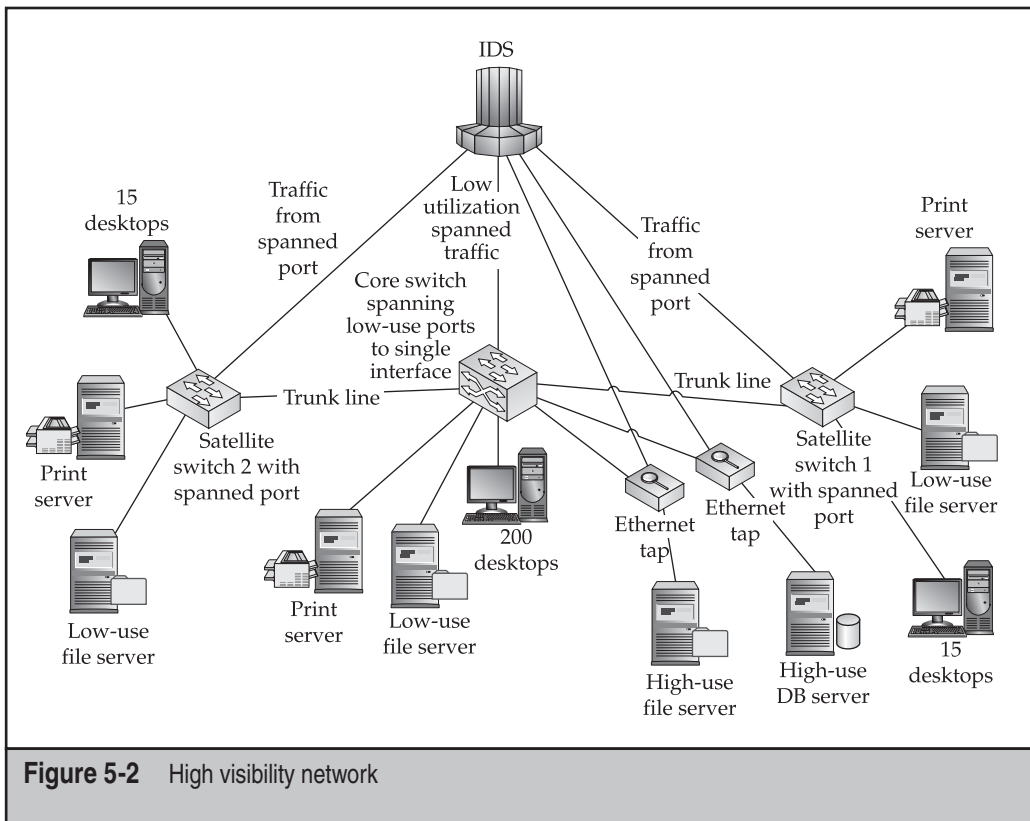 IDS
15
desktops
Traffic
from
spanned
port
Low
utilization
spanned
traffic
Traffic
from
spanned
port
Print
server
Core switch
spanning
low-use ports
to single
interface
Trunk line
Trunk line
Print
server
Satellite
switch 2 with
spanned port
Satellite
switch 1
with spanned
port
Low-use
file server
Ethernet
tap
Ethernet
tap
200
desktops
Low-use
file server
Print
server
Low-use
file server
High-use
file server
High-use
DB server
15
desktops
Figure 5-2 High visibility network